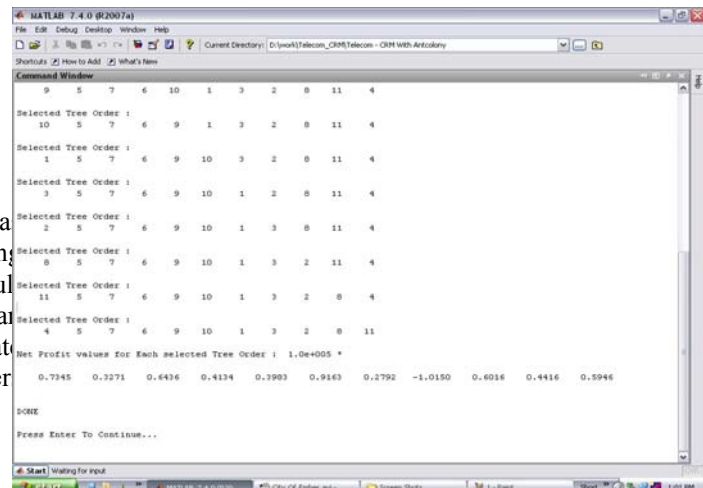 MATLAB 7.4.0 (R2007a)
File Edit Debug Desktop Window Help
Current Directory: D:\work\Telecom_CRM\Telecom - CRM With Antcolony
Shortcuts How to Add What's New
Command Window
Help
9 5 7 6 10 1 3 2 8 11 4
Selected Tree Order :
10 5 7 6 9 1 3 2 8 11 4
Selected Tree Order :
1 5 7 6 9 10 3 2 8 11 4
Selected Tree Order :
3 5 7 6 9 10 1 2 8 11 4
Selected Tree Order :
2 5 7 6 9 10 1 3 8 11 4
Selected Tree Order :
8 5 7 6 9 10 1 3 2 11 4
Selected Tree Order :
11 5 7 6 9 10 1 3 2 8 4
Selected Tree Order :
4 5 7 6 9 10 1 3 2 8 11
Net Profit values for Each selected Tree Order : 1.0e+005 *
0.7345 0.3271 0.6436 0.4134 0.3983 0.9163 0.2792 -1.0150 0.6016 0.4416 0.5946
DONE
Press Enter To Continue...
Start Waiting for input
Screen Shots
1 - Paint
1:01 PM